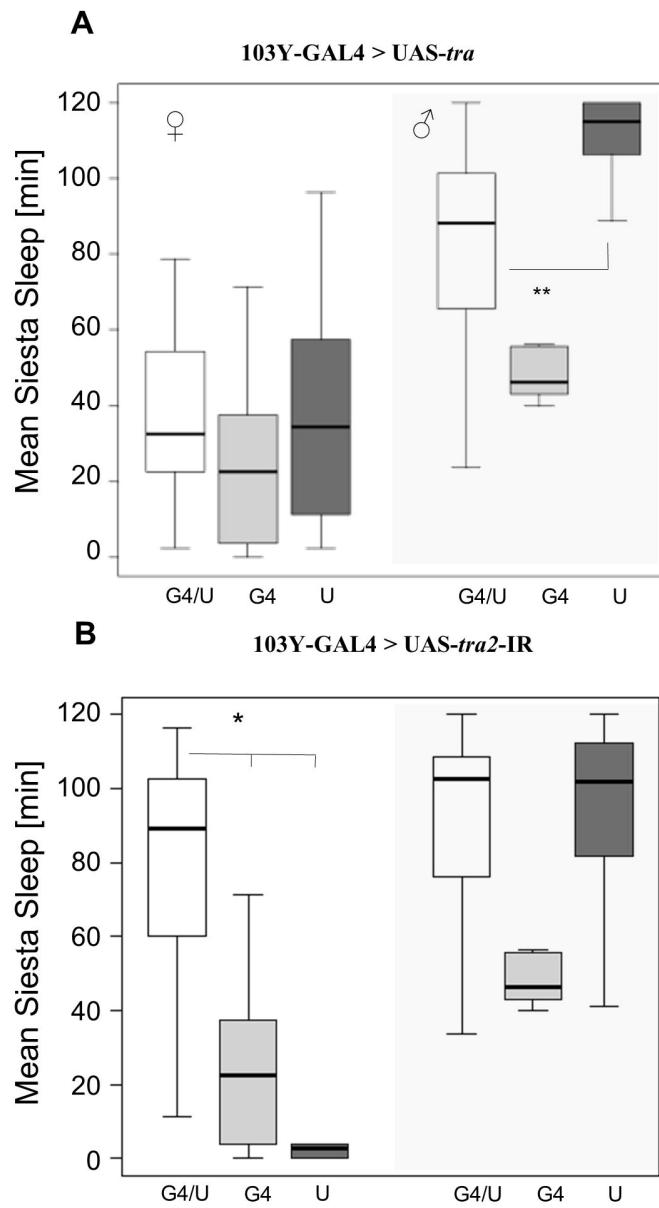 A
103Y-GAL4 > UAS-tra
Mean Siesta Sleep [min]
120
100
80
60
40
20
0
♀
♂
**
G4/U G4 U
G4/U G4 U
B
103Y-GAL4 > UAS-tra2-IR
Mean Siesta Sleep [min]
120
100
80
60
40
20
0
*
G4/U G4 U
G4/U G4 U